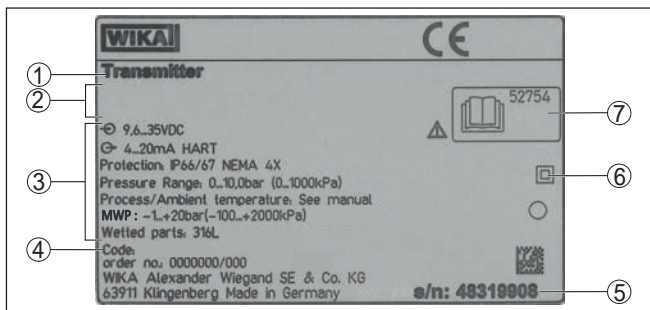 WIKA CE
① Transmitter
②
52754
⑦
9,6...35VDC
4...20mA HART
Protection: IP66/67 NEMA 4X
Pressure Range: 0...10,0bar (0...1000kPa)
③
⑥
Process/Ambient temperature: See manual
MWP: -1...+20bar(-100...+2000kPa)
Wetted parts: 316L
④ Code:
order no.: 0000000/000
WIKA Alexander Wiegand SE & Co. KG
63911 Klingenberg Made in Germany
s/n: 48319908 ⑤